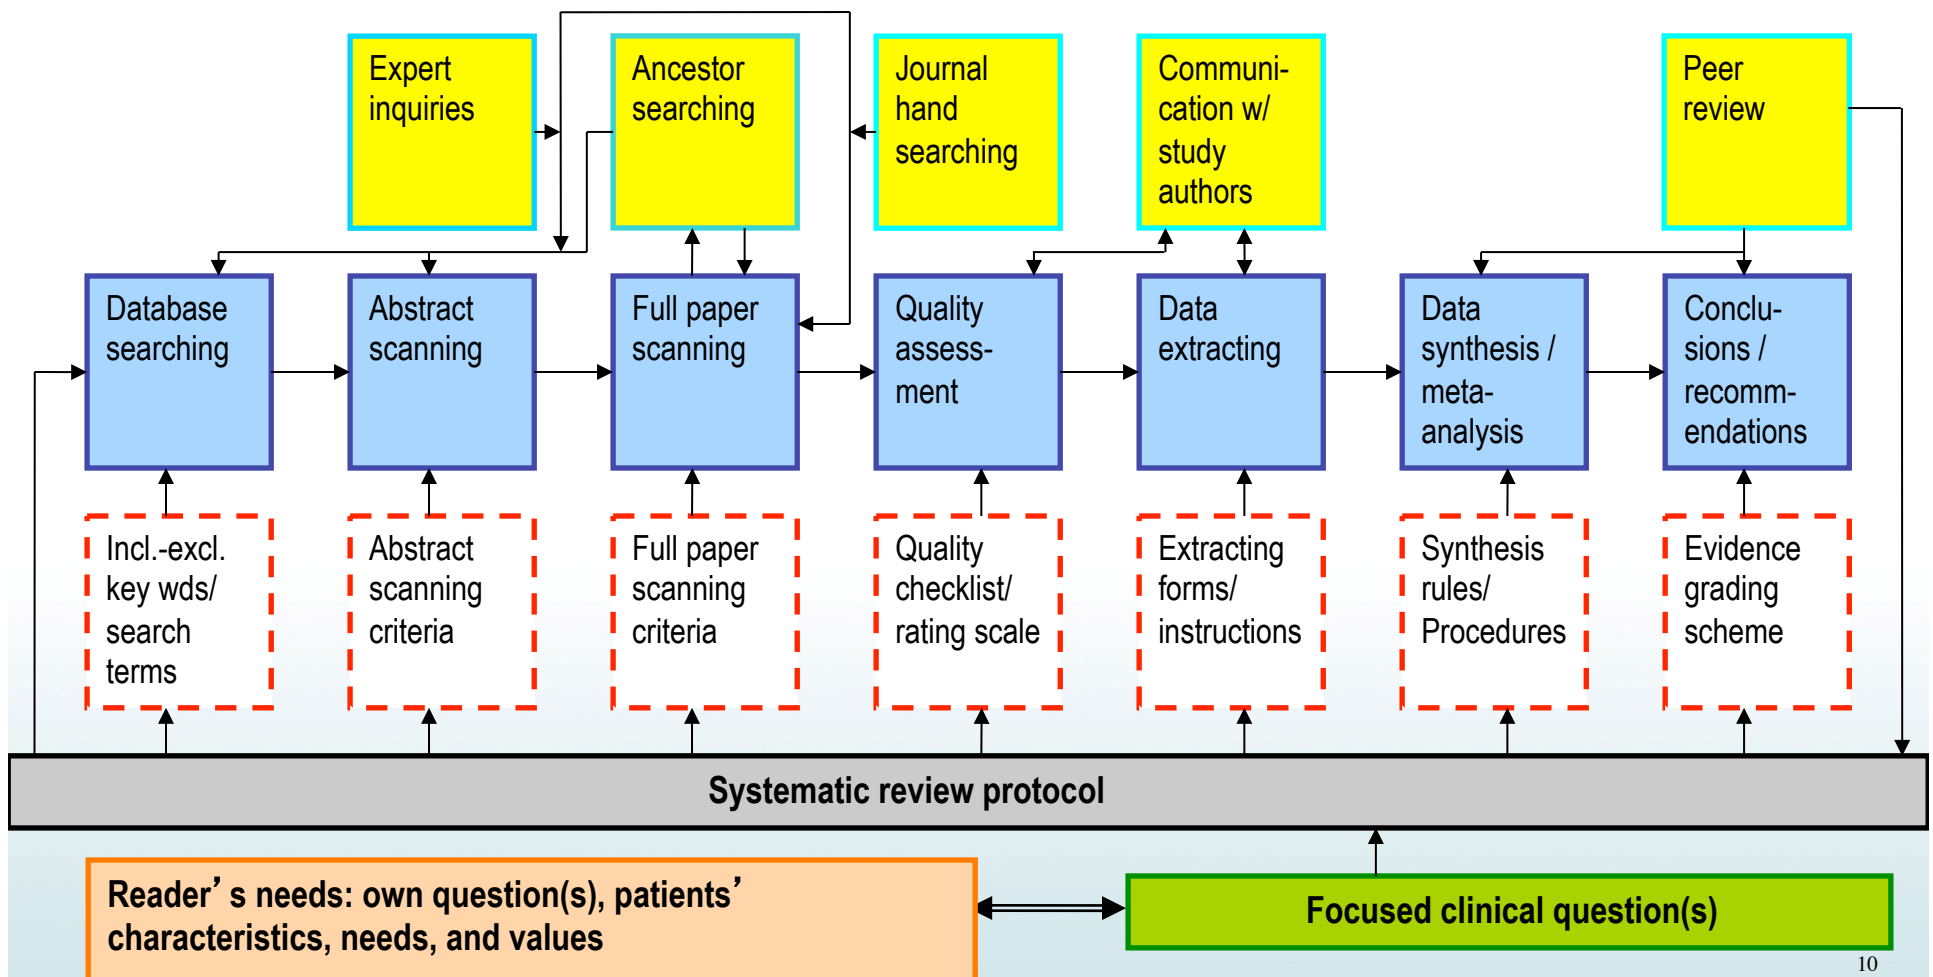 Expert
inquiries
Ancestor
searching
Journal
hand
searching
Communi-
cation w/
study
authors
Peer
review
Database
searching
Abstract
scanning
Full paper
scanning
Quality
assess-
ment
Data
extracting
Data
synthesis /
meta-
analysis
Conclu-
sions /
recomm-
endations
Incl.-excl.
key wds/
search
terms
Abstract
scanning
criteria
Full paper
scanning
criteria
Quality
checklist/
rating scale
Extracting
forms/
instructions
Synthesis
rules/
Procedures
Evidence
grading
scheme
Systematic review protocol
Reader’s needs: own question(s), patients’
characteristics, needs, and values
Focused clinical question(s)
10